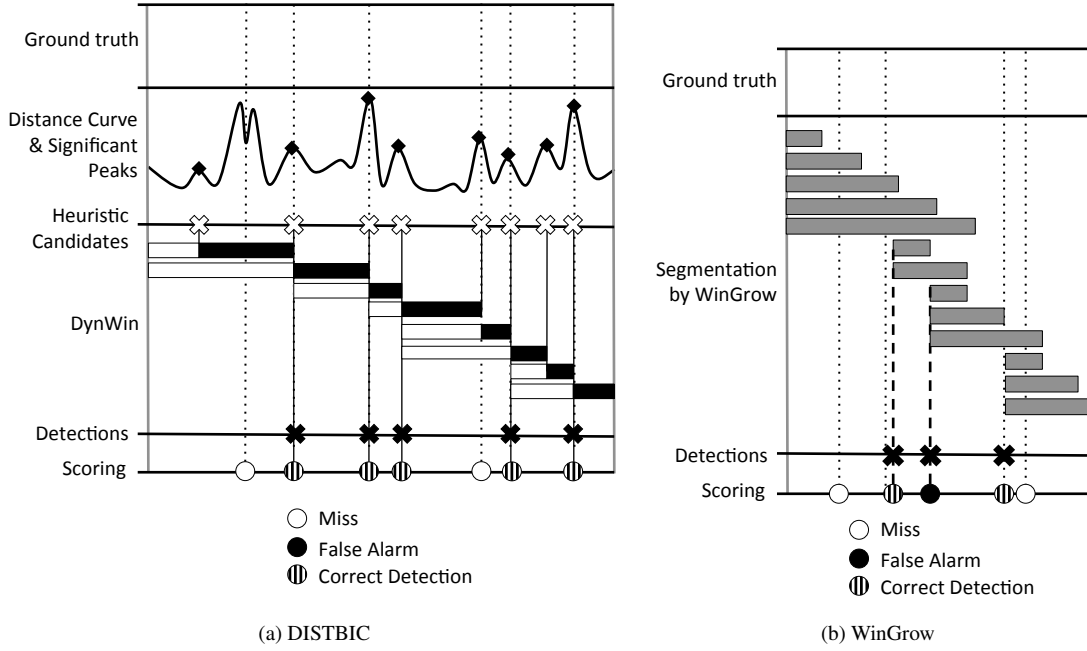 Ground truth
Distance Curve
& Significant
Peaks
Heuristic
Candidates
DynWin
Detections
Scoring
Miss
False Alarm
Correct Detection
(a) DISTBIC
Ground truth
Segmentation
by WinGrow
Detections
Scoring
Miss
False Alarm
Correct Detection
(b) WinGrow